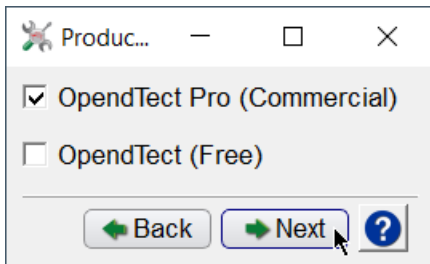 Produc...
OpendTect Pro (Commercial)
OpendTect (Free)
Back Next ?